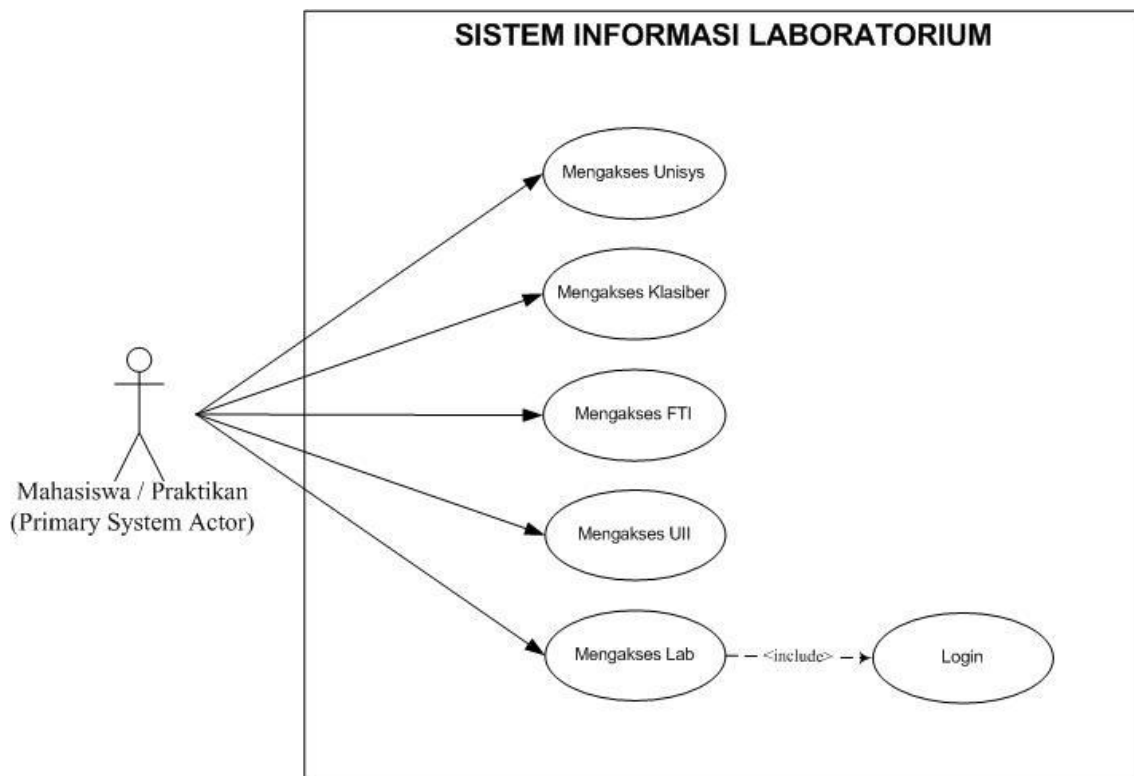 SISTEM INFORMASI LABORATORIUM
Mengakses Unisys
Mengakses Klasiber
Mengakses FTI
Mahasiswa / Praktikan
(Primary System Actor)
Mengakses UII
Mengakses Lab
<include>
Login